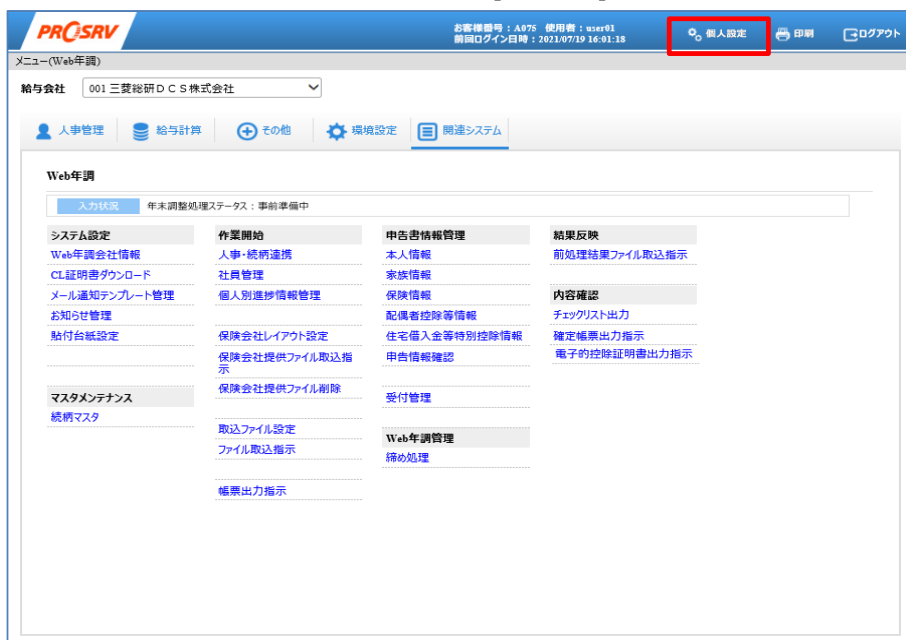 PROSRV
お客様番号：A076 使用者：user01
前回ログイン日時：2021/07/19 16:01:18
個人設定
印刷
ログアウト
メニュー(Web年調)
給与会社 001 三菱総研ＤＣＳ株式会社
人事管理 給与計算 その他 環境設定 関連システム
Web年調
入力状況 年末調整処理ステータス：事前準備中
システム設定
Web年調会社情報
CL証明書ダウンロード
メール通知テンプレート管理
お知らせ管理
貼付台紙設定
マスタメンテナンス
続柄マスタ
作業開始
人事・続柄連携
社員管理
個人別進捗情報管理
保険会社レイアウト設定
保険会社提供ファイル取込指
示
保険会社提供ファイル削除
取込ファイル設定
ファイル取込指示
帳票出力指示
申告書情報管理
本人情報
家族情報
保険情報
配偶者控除等情報
住宅借入金等特別控除情報
申告情報確認
受付管理
Web年調管理
締め処理
結果反映
前処理結果ファイル取込指示
内容確認
チェックリスト出力
確定帳票出力指示
電子的控除証明書出力指示